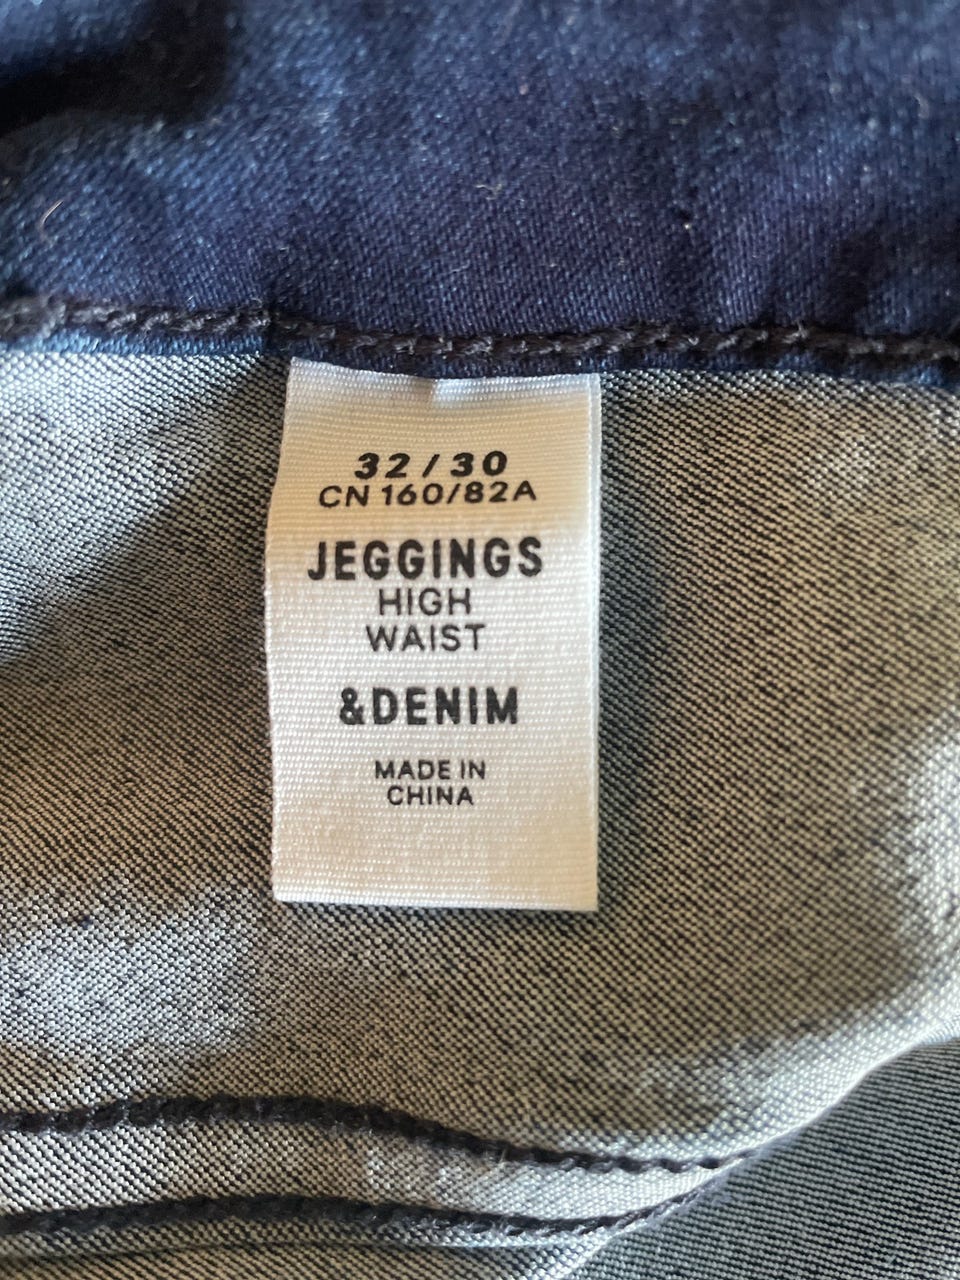 32/30
CN 160/82A
JEGGINGS
HIGH
WAIST
&DENIM
MADE IN
CHINA